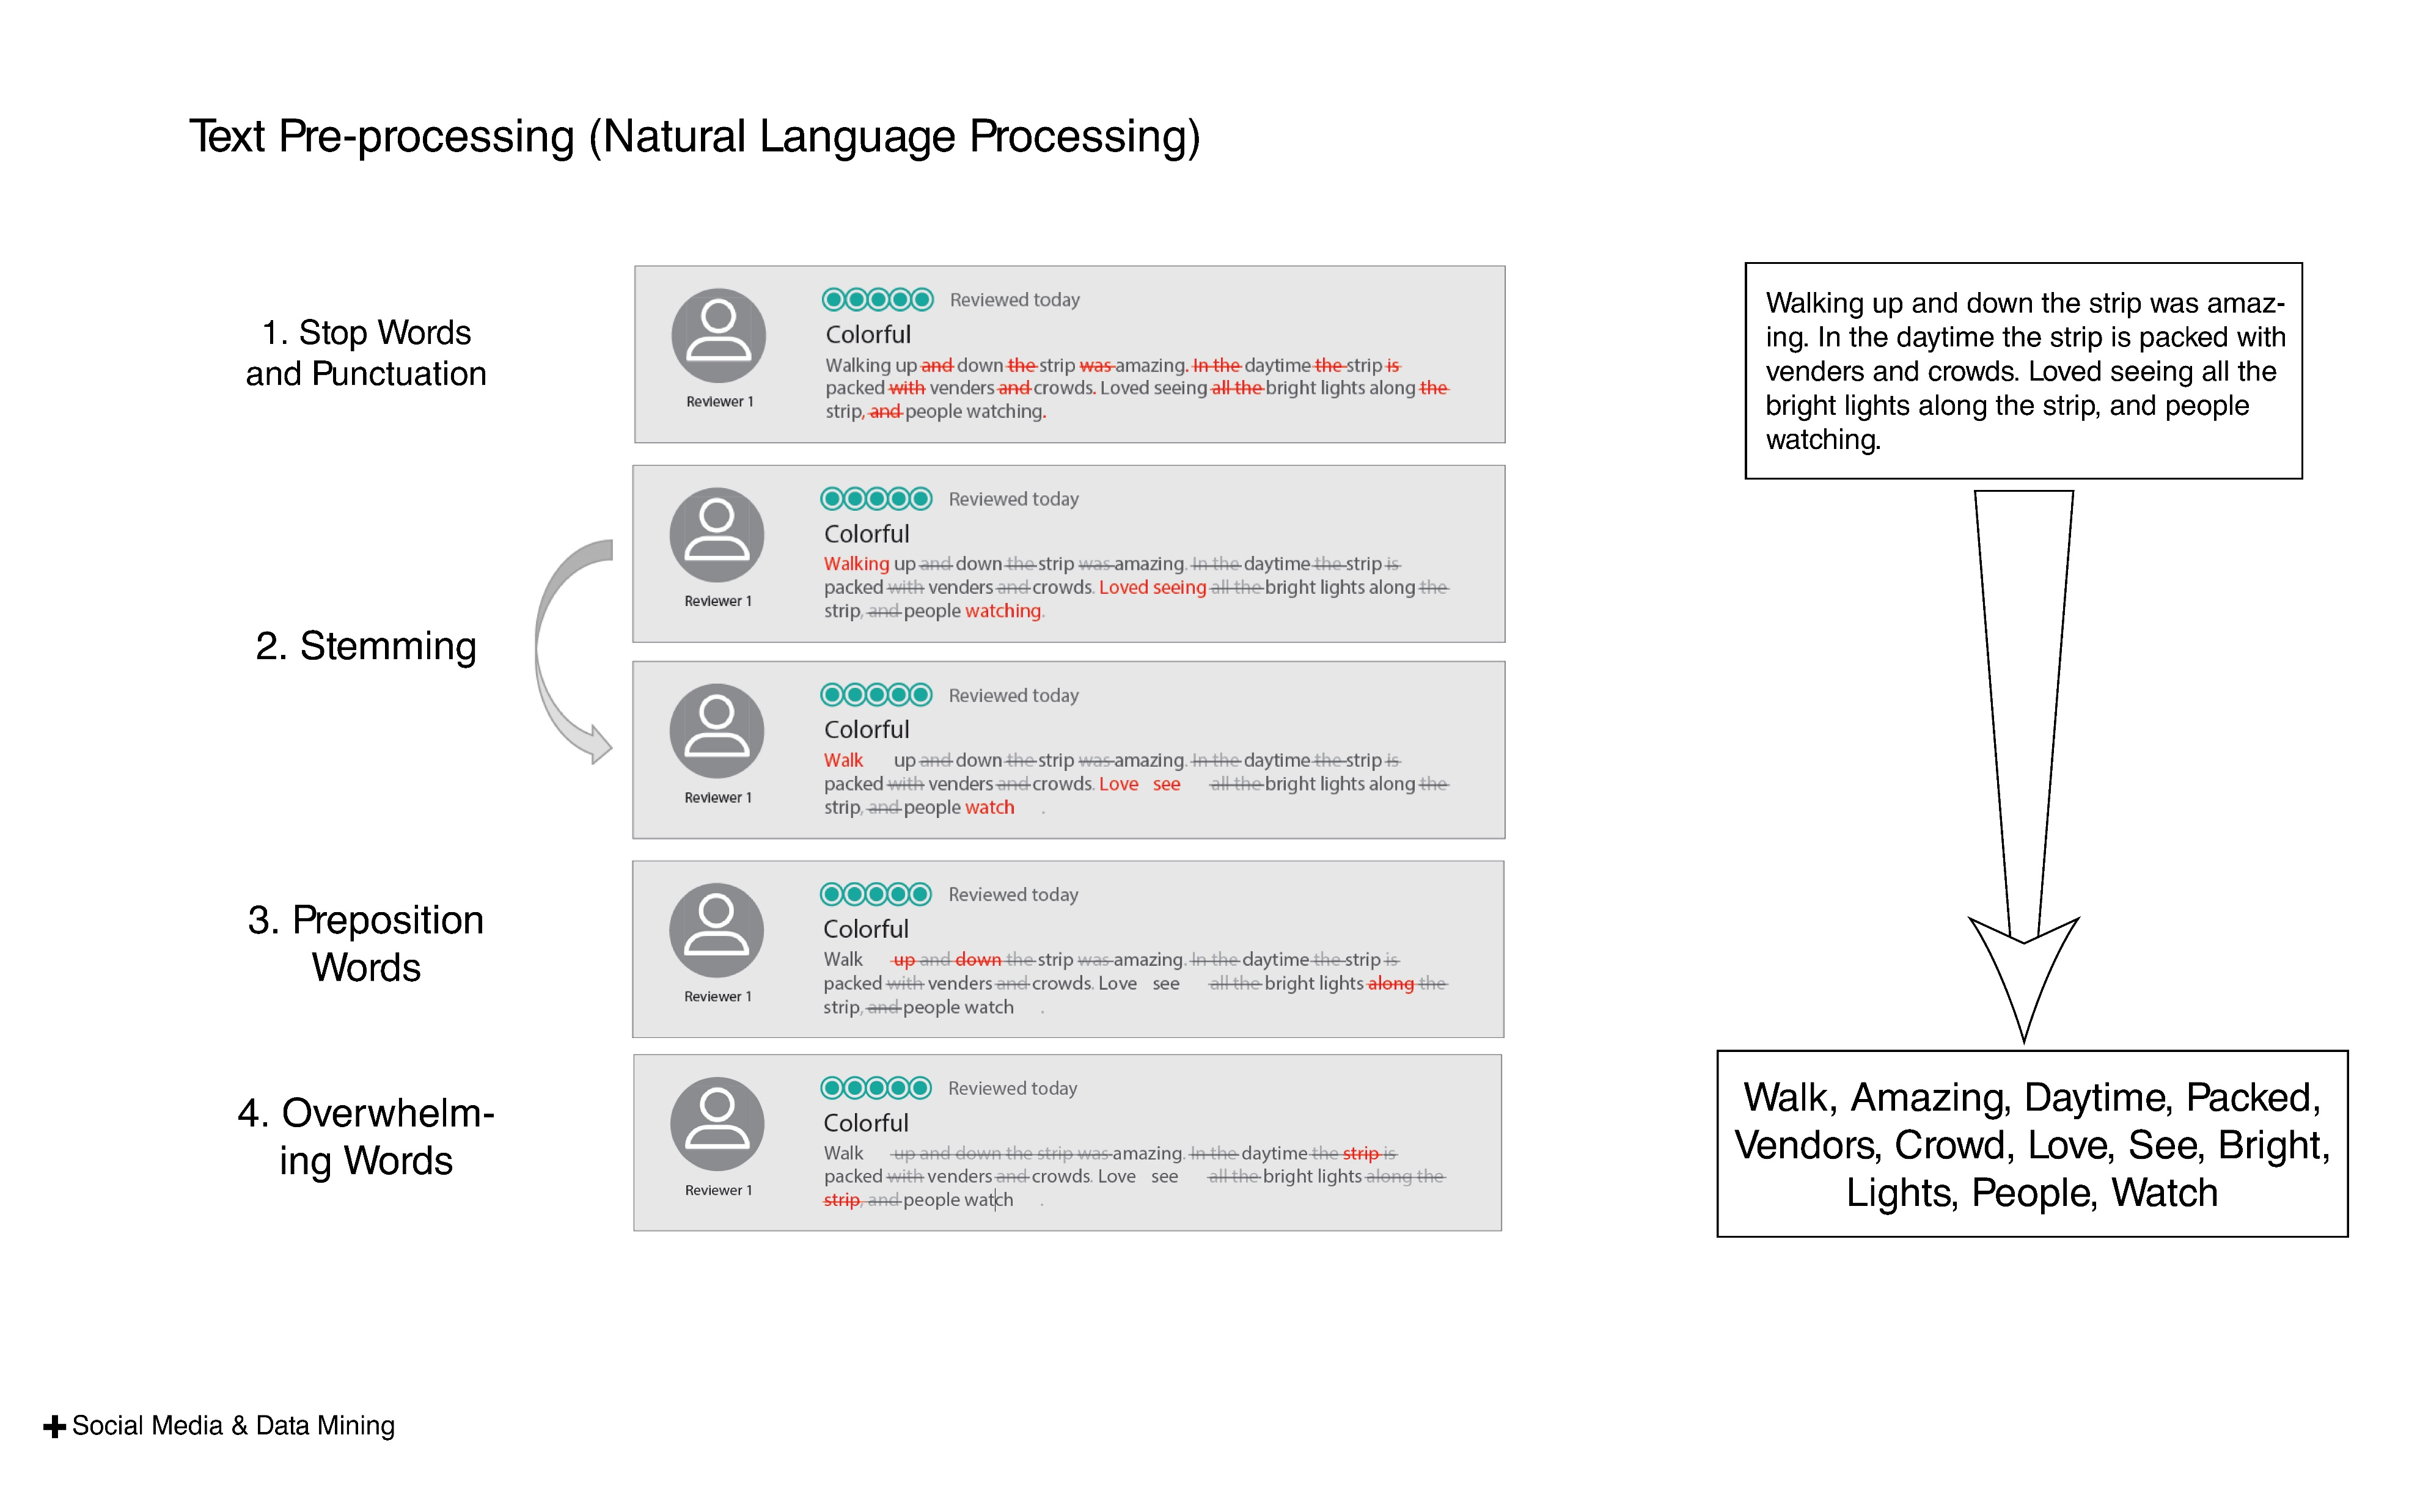 Text Pre-processing (Natural Language Processing)
1. Stop Words
and Punctuation
Reviewer 1
Reviewed today
Colorful
Walking up and down the strip was amazing. In the daytime the strip is
packed with venders and crowds. Loved seeing all the bright lights along the
strip, and people watching.
2. Stemming
Reviewer 1
Reviewed today
Colorful
Walking up and down the strip was amazing. In the daytime the strip is
packed with venders and crowds. Loved seeing all the bright lights along the
strip, and people watching.
Reviewer 1
Reviewed today
Colorful
Walk up and down the strip was amazing. In the daytime the strip is
packed with venders and crowds. Love see all the bright lights along the
strip, and people watch .
3. Preposition
Words
Reviewer 1
Reviewed today
Colorful
Walk up and down the strip was amazing. In the daytime the strip is
packed with venders and crowds. Love see all the bright lights along the
strip, and people watch .
4. Overwhelm-
ing Words
Reviewer 1
Reviewed today
Colorful
Walk up and down the strip was amazing. In the daytime the strip is
packed with venders and crowds. Love see all the bright lights along the
strip, and people watch .
Walking up and down the strip was amaz-
ing. In the daytime the strip is packed with
venders and crowds. Loved seeing all the
bright lights along the strip, and people
watching.
Walk, Amazing, Daytime, Packed,
Vendors, Crowd, Love, See, Bright,
Lights, People, Watch
+ Social Media & Data Mining